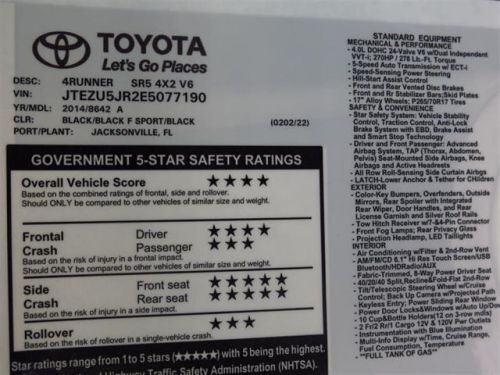 TOYOTA
Let's Go Places
DESC: 4RUNNER SR5 4X2 V6
VIN: JTEZU5JR2E5077190
YR/MDL: 2014/8642 A
CLR: BLACK/BLACK F SPORT/BLACK (0202/22)
PORT/PLANT: JACKSONVILLE, FL
GOVERNMENT 5-STAR SAFETY RATINGS
Overall Vehicle Score ★★★★
Based on the combined ratings of frontal, side and rollover.
Should ONLY be compared to other vehicles of similar size and weight.
Frontal Driver ★★★★
Crash Passenger ★★★
Based on the risk of injury in a frontal impact.
Should ONLY be compared to other vehicles of similar size and weight.
Side Front seat ★★★★★
Crash Rear seat ★★★★★
Based on the risk of injury in a side impact.
Rollover ★★★
Based on the risk of rollover in a single-vehicle crash.
Star ratings range from 1 to 5 stars (★★★★★) with 5 being the highest.
Highway Traffic Safety Administration (NHTSA).
STANDARD EQUIPMENT
MECHANICAL & PERFORMANCE
- 4.0L DOHC 24-Valve V6 w/Dual Independent
VVT-i; 270HP / 278 Lb.-Ft. Torque
- 5-Speed Auto Transmission w/ ECT-i
- Speed-Sensing Power Steering
- Hill-Start Assist Control
- Front and Rear Vented Disc Brakes
- Front and Rr Stabilizer Bars;Skid Plates
- 17" Alloy Wheels: P265/70R17 Tires
SAFETY & CONVENIENCE
- Star Safety System: Vehicle Stability
Control, Traction Control, Anti-Lock
Brake System with EBD, Brake Assist
and Smart Stop Technology
- Driver and Front Passenger: Advanced
Airbag System, TAP (Thorax, Abdomen,
Pelvis) Seat-Mounted Side Airbags, Knee
Airbags and Active Headrests
- All Row Roll-Sensing Side Curtain Airbgs
- LATCH-Lower Anchor & Tether for CHildren
EXTERIOR
- Color-Key Bumpers, Overfenders, Outside
Mirrors, Rear Spoiler with Integrated
Rear Wiper, Door Handles, and Rear
License Garnish and Silver Roof Rails
- Tow Hitch Receiver w/7-&4-Pin Connector
- Front Fog Lamps; Rear Privacy Glass
- Projection Headlamp, LED Taillights
INTERIOR
- Air Conditioning w/Filter & 2nd-Row Vent
- AM/FM/CD 6.1" Hi Res Touch Screen/USB
Bluetooth/HDRadio/AUX
- Fabric-Trimmed, 8-Way Power Driver Seat
- 40/20/40 Split,Recline&Fold-Flat 2nd-Row
- Tilt/Telescopic Steering Wheel w/Cruise
Control; Back Up Camera w/Projected Path
- Keyless Entry; Power Sliding Rear Window
- Power Door Locks&Windows w/Auto Up/Down
- 10 Cup&Bottle Holders(12 on 3-row mdls)
- 2 Fr/2 Rr/1 Cargo 12V & 120V Pwr Outlets
- Instrumentation with Blue Illumination
- Multi-Info Display w/Time, Cruise Range,
Fuel Consumption, Temperature
- **FULL TANK OF GAS**